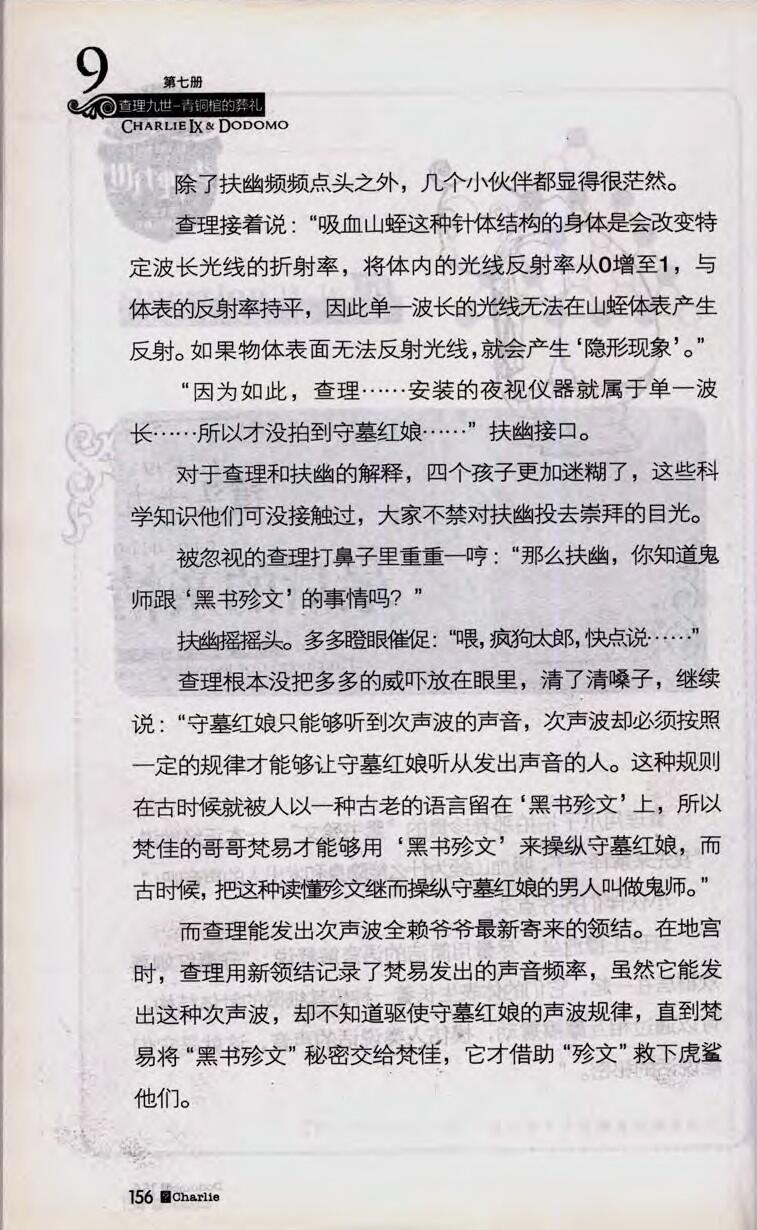 9
第七册
查理九世-青铜棺的葬礼
CHARLIE IX & DODOMO
除了扶幽频频点头之外，几个小伙伴都显得很茫然。
查理接着说：“吸血山蛭这种针体结构的身体是会改变特
定波长光线的折射率，将体内的光线反射率从0增至1，与
体表的反射率持平，因此单一波长的光线无法在山蛭体表产生
反射。如果物体表面无法反射光线，就会产生‘隐形现象’。”
“因为如此，查理……安装的夜视仪器就属于单一波
长……所以才没拍到守墓红娘……”扶幽接口。
对于查理和扶幽的解释，四个孩子更加迷糊了，这些科
学知识他们可没接触过，大家不禁对扶幽投去崇拜的目光。
被忽视的查理打鼻子里重重一哼：“那么扶幽，你知道鬼
师跟‘黑书殄文’的事情吗？”
扶幽摇摇头。多多瞪眼催促：“喂，疯狗太郎，快点说……”
查理根本没把多多的威吓放在眼里，清了清嗓子，继续
说：“守墓红娘只能够听到次声波的声音，次声波却必须按照
一定的规律才能够让守墓红娘听从发出声音的人。这种规则
在古时候就被人以一种古老的语言留在‘黑书殄文’上，所以
梵佳的哥哥梵易才能够用‘黑书殄文’来操纵守墓红娘，而
古时候，把这种读懂殄文继而操纵守墓红娘的男人叫做鬼师。”
而查理能发出次声波全赖爷爷最新寄来的领结。在地宫
时，查理用新领结记录了梵易发出的声音频率，虽然它能发
出这种次声波，却不知道驱使守墓红娘的声波规律，直到梵
易将“黑书殄文”秘密交给梵佳，它才借助“殄文”救下虎鲨
他们。
156 Charlie